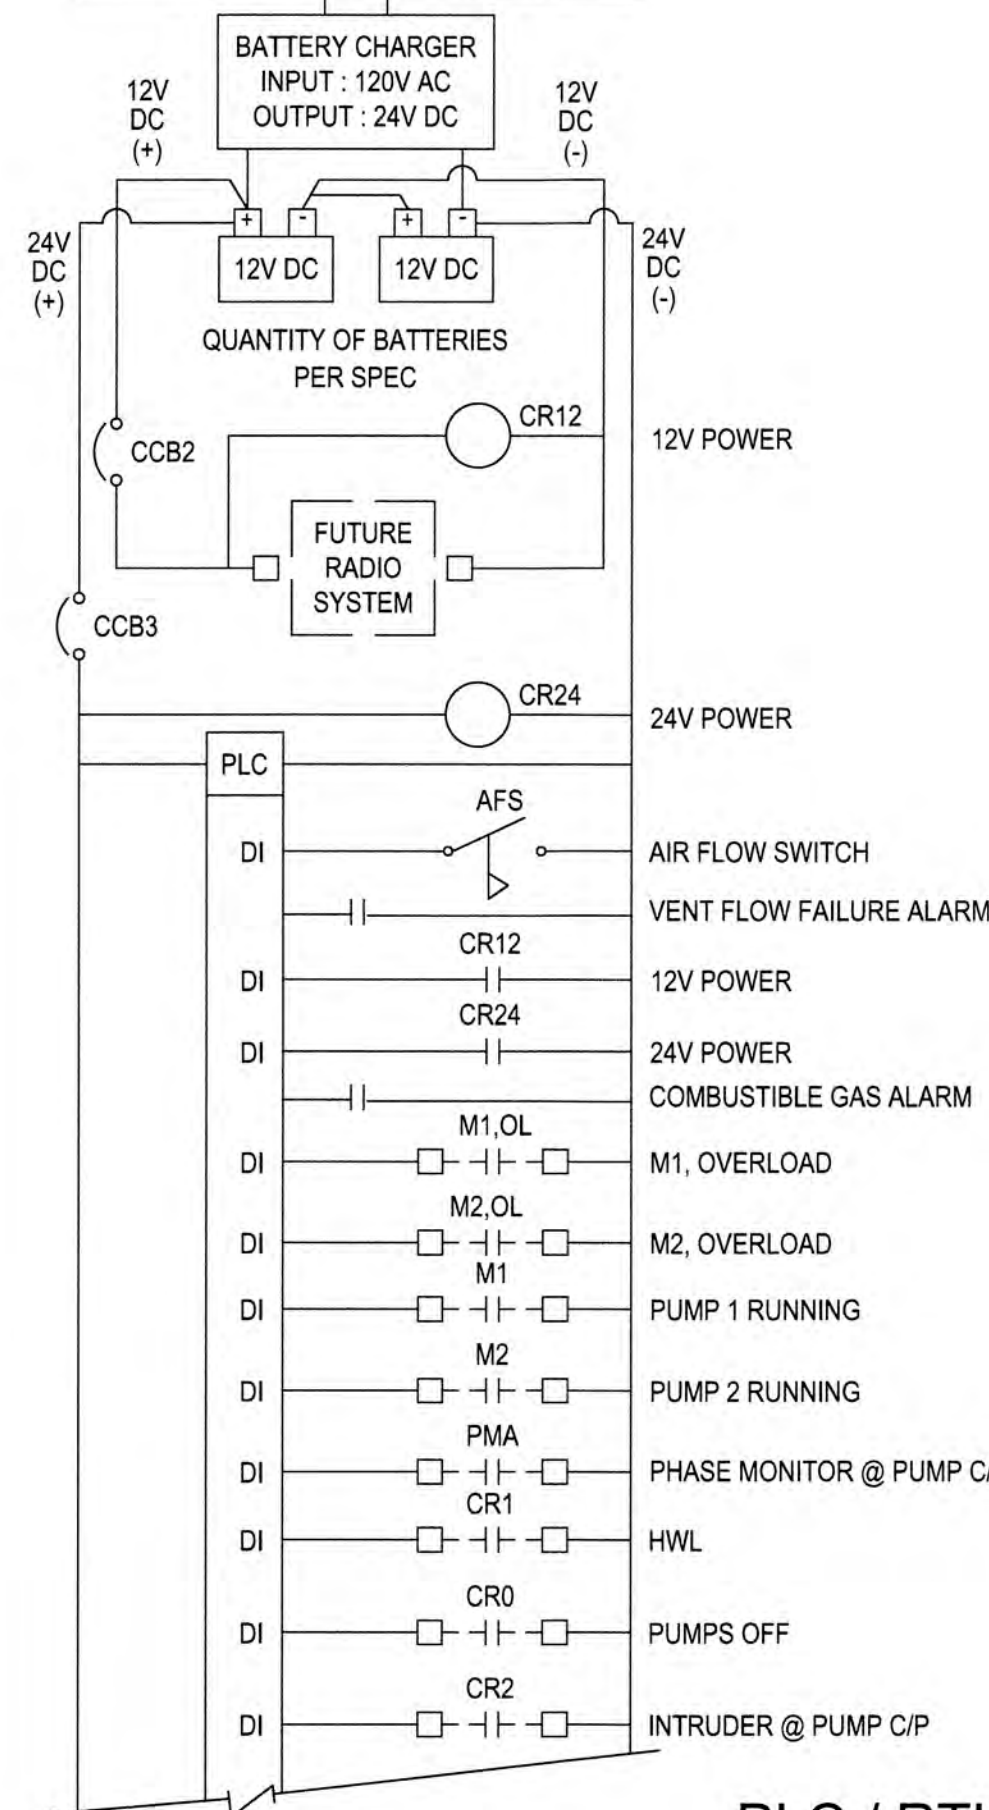 BATTERY CHARGER
INPUT : 120V AC
OUTPUT : 24V DC
12V
DC
(+)
12V
DC
(-)
+ - + -
24V
DC
(+)
12V DC 12V DC
24V
DC
(-)
QUANTITY OF BATTERIES
PER SPEC
CR12
12V POWER
CCB2
FUTURE
RADIO
SYSTEM
CCB3
CR24
24V POWER
PLC
AFS
DI AIR FLOW SWITCH
VENT FLOW FAILURE ALARM
CR12
DI 12V POWER
CR24
DI 24V POWER
COMBUSTIBLE GAS ALARM
M1,OL
DI M1, OVERLOAD
M2,OL
DI M2, OVERLOAD
M1
DI PUMP 1 RUNNING
M2
DI PUMP 2 RUNNING
PMA
DI PHASE MONITOR @ PUMP C/
CR1
DI HWL
CR0
DI PUMPS OFF
CR2
DI INTRUDER @ PUMP C/P